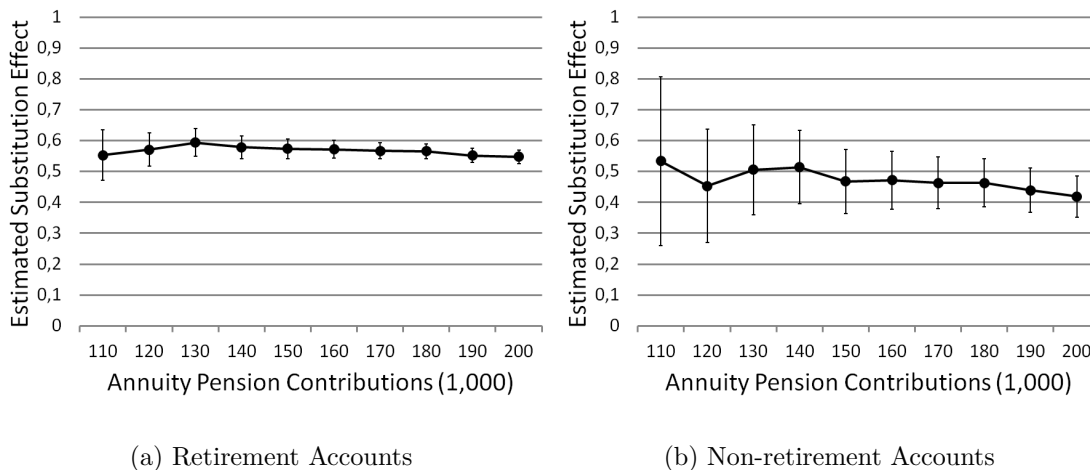 Estimated Substitution Effect
1
0,9
0,8
0,7
0,6
0,5
0,4
0,3
0,2
0,1
0
110 120 130 140 150 160 170 180 190 200
Annuity Pension Contributions (1,000)
(a) Retirement Accounts
Estimated Substitution Effect
1
0,9
0,8
0,7
0,6
0,5
0,4
0,3
0,2
0,1
0
110 120 130 140 150 160 170 180 190 200
Annuity Pension Contributions (1,000)
(b) Non-retirement Accounts